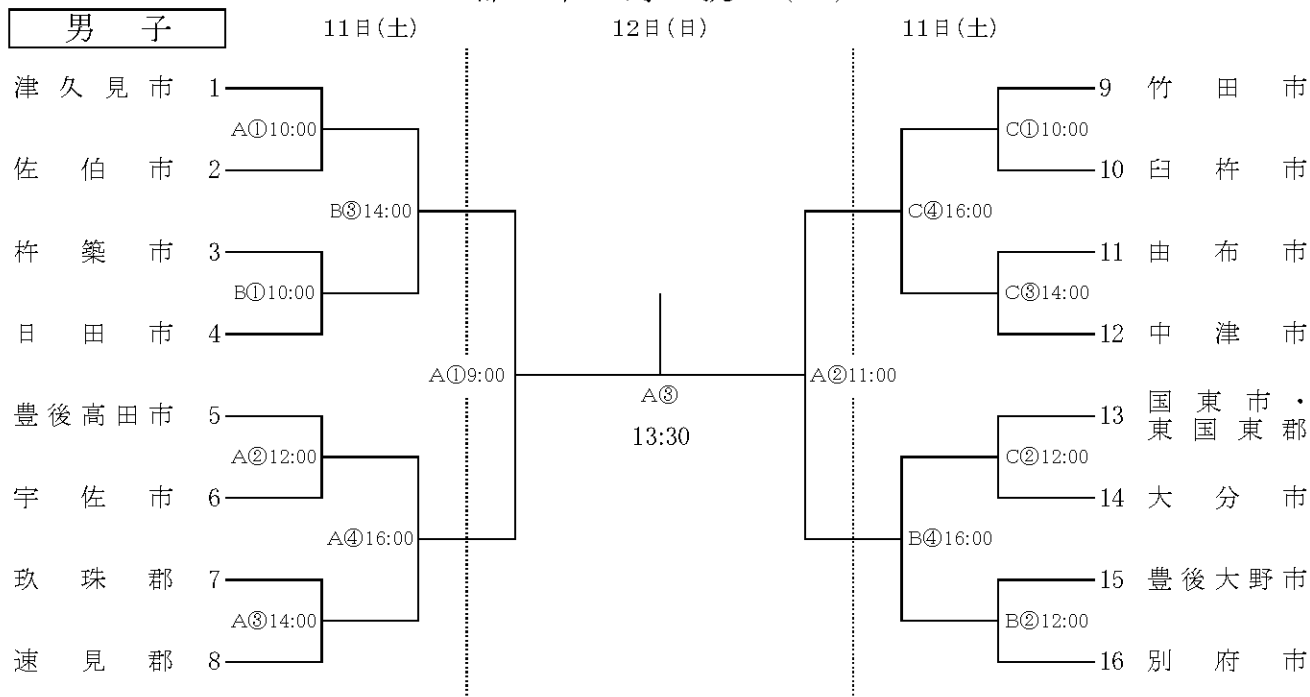 男子
11日(土) 12日(日) 11日(土)
津久見市 1
A①10:00
佐伯市 2
B③14:00
杵築市 3
B①10:00
日田市 4
A①9:00
豊後高田市 5
A②12:00
宇佐市 6
A④16:00
玖珠郡 7
A③14:00
速見郡 8
A③
13:30
9 竹田市
C①10:00
10 臼杵市
C④16:00
11 由布市
C③14:00
12 中津市
A②11:00
13 国東市・
東国東郡
C②12:00
14 大分市
B④16:00
15 豊後大野市
B②12:00
16 別府市